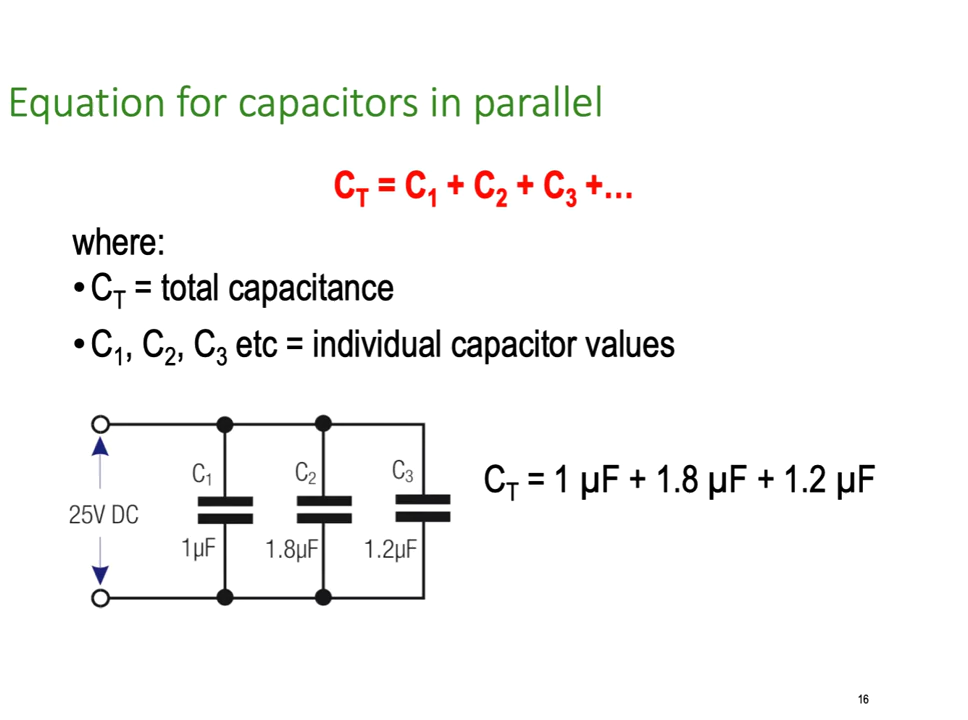 Equation for capacitors in parallel
C_T = C_1 + C_2 + C_3 +...
where:
• C_T = total capacitance
• C_1, C_2, C_3 etc = individual capacitor values
C_1 C_2 C_3
25V DC
1µF 1.8µF 1.2µF
C_T = 1 µF + 1.8 µF + 1.2 µF
16